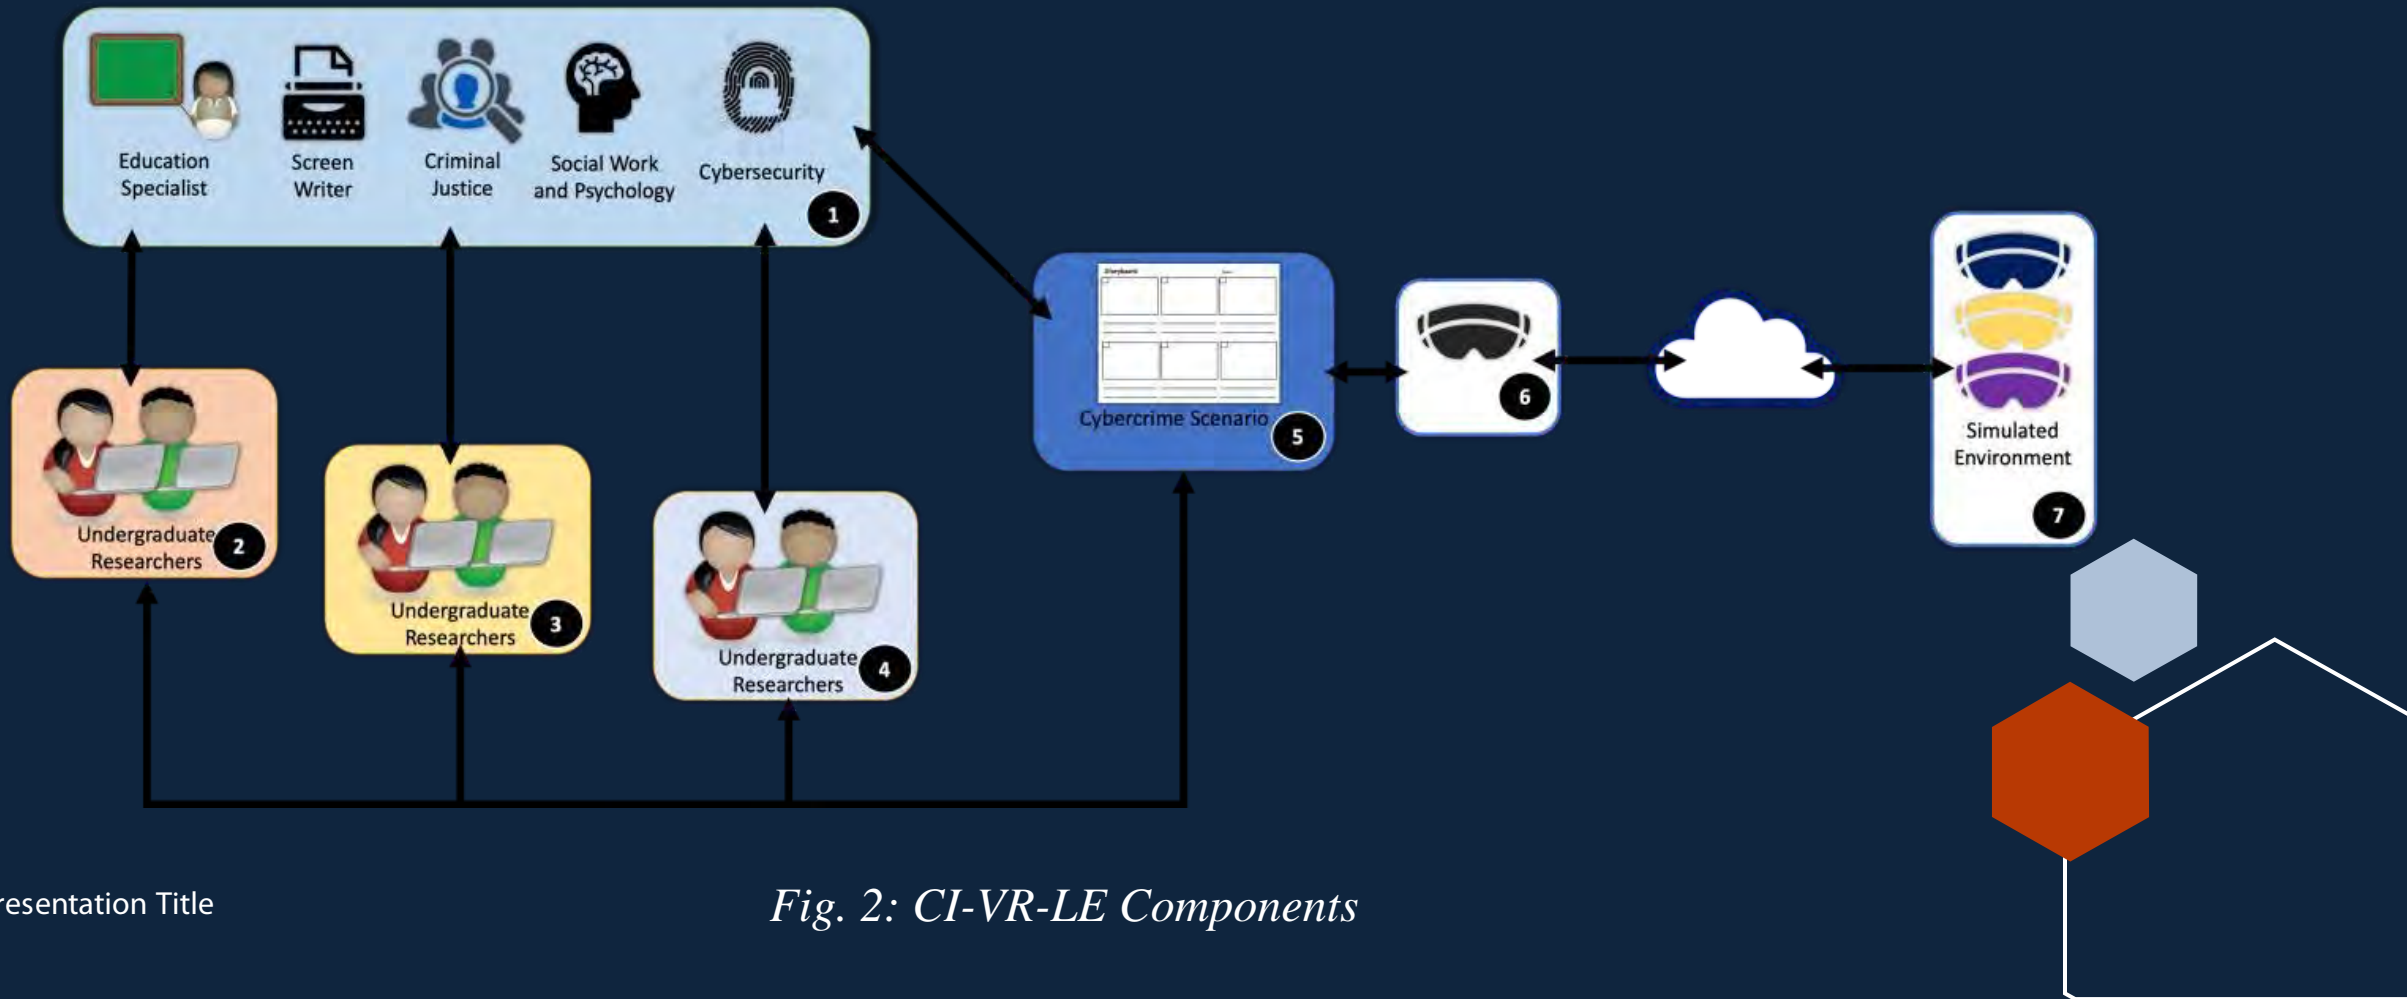 Education
Specialist
Screen
Writer
Criminal
Justice
Social Work
and Psychology
Cybersecurity
1
Storyboard
Cybercrime Scenario
5
6
Simulated
Environment
7
Undergraduate
Researchers
2
Undergraduate
Researchers
3
Undergraduate
Researchers
4
resentation Title
Fig. 2: CI-VR-LE Components